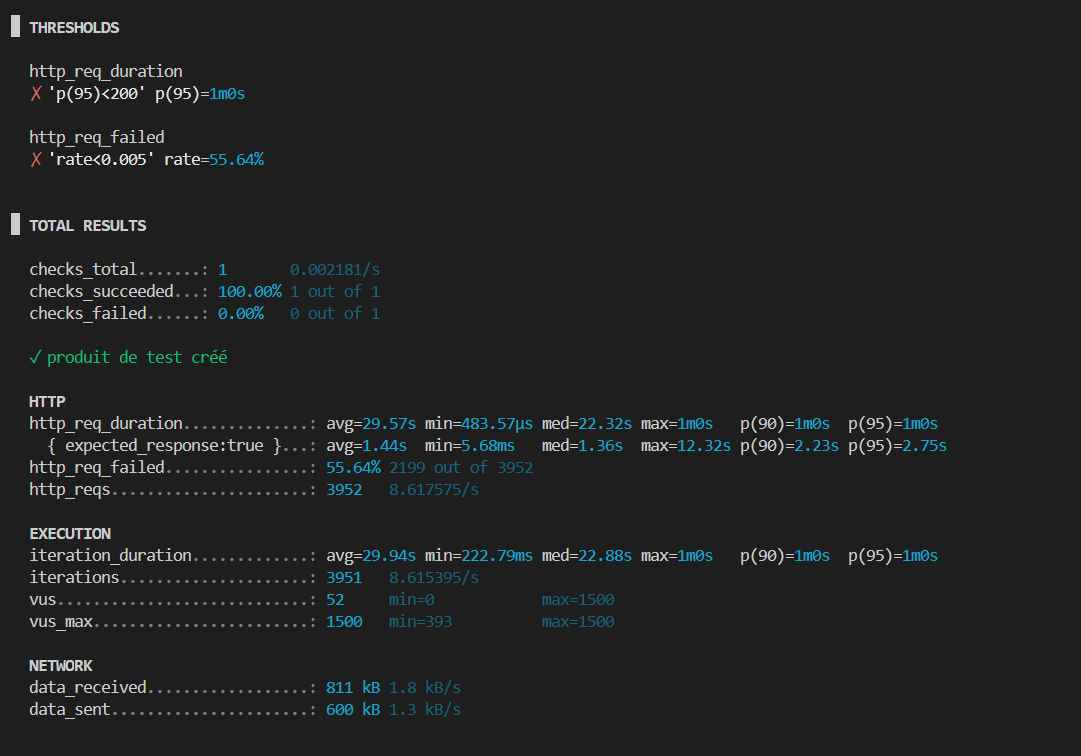 THRESHOLDS
http_req_duration
✗ 'p(95)<200' p(95)=1m0s
http_req_failed
✗ 'rate<0.005' rate=55.64%
TOTAL RESULTS
checks_total.......: 1 0.002181/s
checks_succeeded...: 100.00% 1 out of 1
checks_failed......: 0.00% 0 out of 1
✓ produit de test créé
HTTP
http_req_duration..............: avg=29.57s min=483.57µs med=22.32s max=1m0s p(90)=1m0s p(95)=1m0s
{ expected_response:true }...: avg=1.44s min=5.68ms med=1.36s max=12.32s p(90)=2.23s p(95)=2.75s
http_req_failed................: 55.64% 2199 out of 3952
http_reqs......................: 3952 8.617575/s
EXECUTION
iteration_duration.............: avg=29.94s min=222.79ms med=22.88s max=1m0s p(90)=1m0s p(95)=1m0s
iterations.....................: 3951 8.615395/s
vus............................: 52 min=0 max=1500
vus_max........................: 1500 min=393 max=1500
NETWORK
data_received..................: 811 kB 1.8 kB/s
data_sent......................: 600 kB 1.3 kB/s